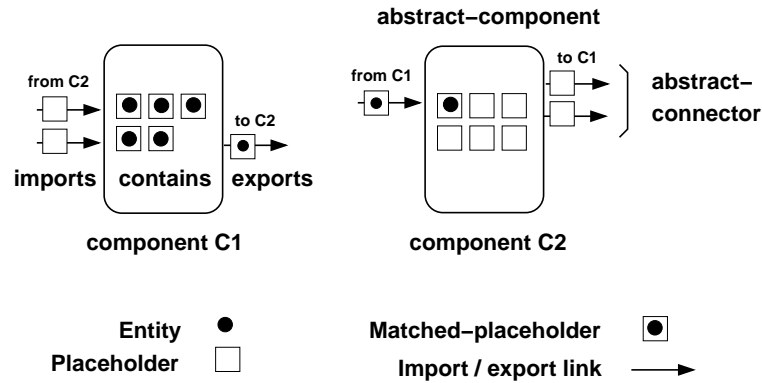 abstract−component
from C2
to C2
from C1
to C1
abstract−
connector
imports contains exports
component C1
component C2
Entity
Matched−placeholder
Placeholder
Import / export link